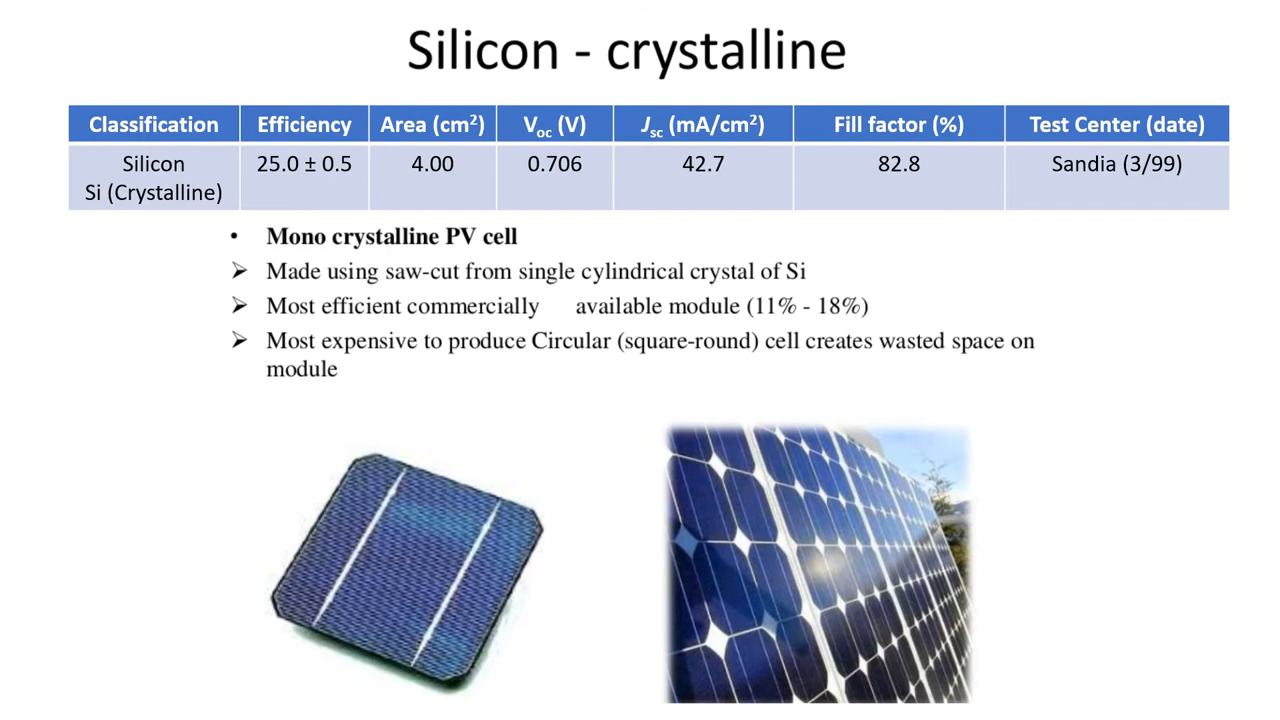 Silicon - crystalline
Classification Efficiency Area (cm²) Voc (V) Jsc (mA/cm²) Fill factor (%) Test Center (date)
Silicon 25.0 ± 0.5 4.00 0.706 42.7 82.8 Sandia (3/99)
Si (Crystalline)
• Mono crystalline PV cell
➢ Made using saw-cut from single cylindrical crystal of Si
➢ Most efficient commercially available module (11% - 18%)
➢ Most expensive to produce Circular (square-round) cell creates wasted space on
module